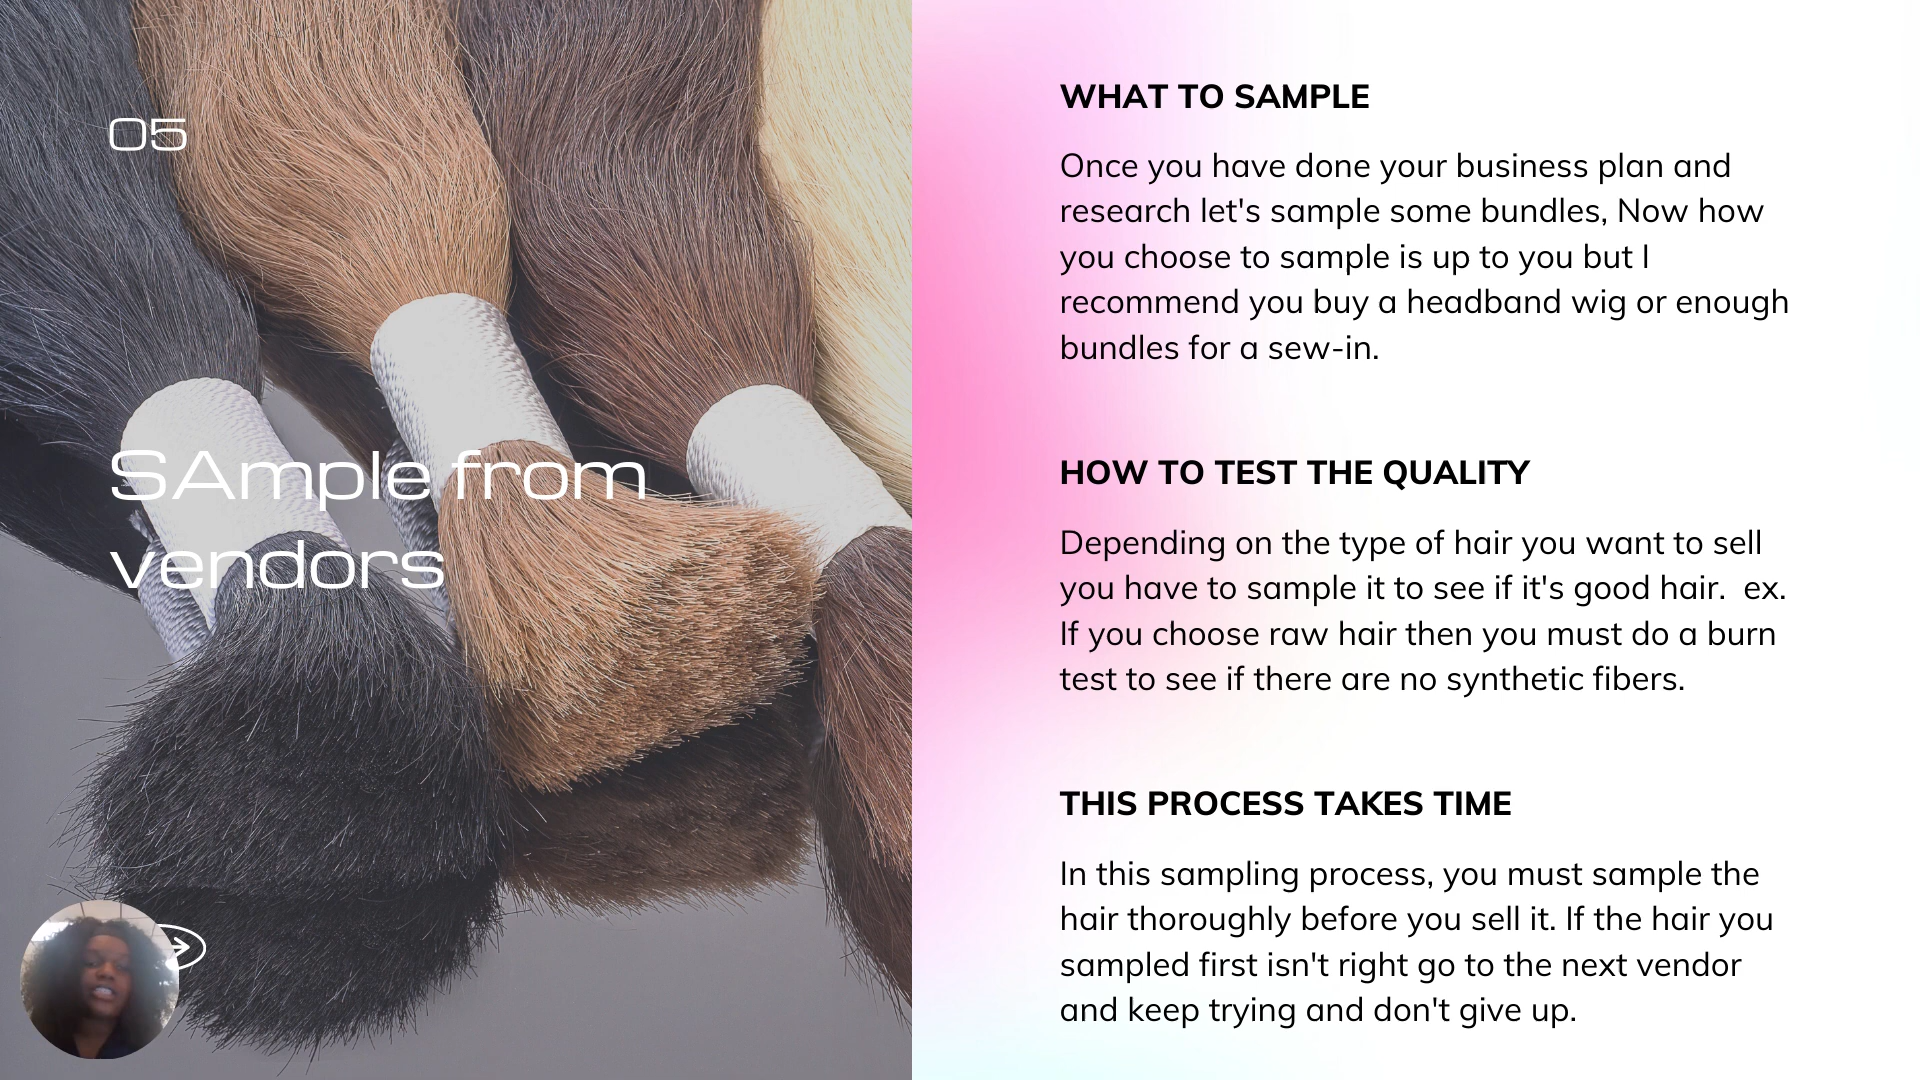 05
SAmple from
vendors
WHAT TO SAMPLE
Once you have done your business plan and
research let's sample some bundles, Now how
you choose to sample is up to you but I
recommend you buy a headband wig or enough
bundles for a sew-in.
HOW TO TEST THE QUALITY
Depending on the type of hair you want to sell
you have to sample it to see if it's good hair.  ex.
If you choose raw hair then you must do a burn
test to see if there are no synthetic fibers.
THIS PROCESS TAKES TIME
In this sampling process, you must sample the
hair thoroughly before you sell it. If the hair you
sampled first isn't right go to the next vendor
and keep trying and don't give up.